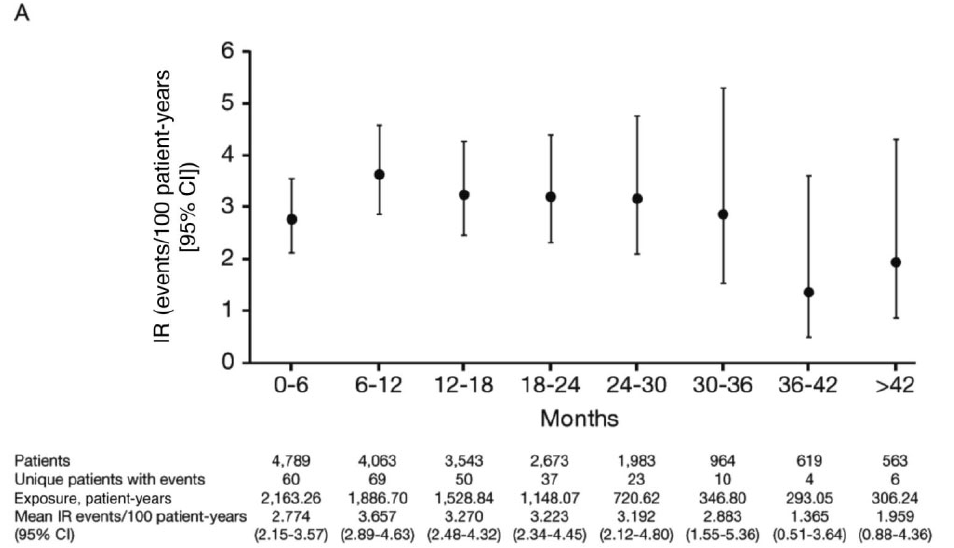 A
6
5
4
3
2
1
0
IR (events/100 patient-years
[95% CI])
0-6 6-12 12-18 18-24 24-30 30-36 36-42 >42
Months
Patients 4,789 4,063 3,543 2,673 1,983 964 619 563
Unique patients with events 60 69 50 37 23 10 4 6
Exposure, patient-years 2,163.26 1,886.70 1,528.84 1,148.07 720.62 346.80 293.05 306.24
Mean IR events/100 patient-years 2.774 3.657 3.270 3.223 3.192 2.883 1.365 1.959
(95% CI) (2.15-3.57) (2.89-4.63) (2.48-4.32) (2.34-4.45) (2.12-4.80) (1.55-5.36) (0.51-3.64) (0.88-4.36)